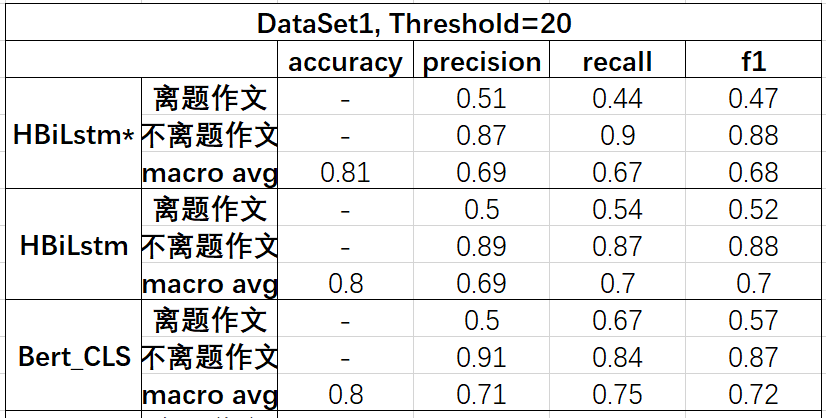 DataSet1, Threshold=20
accuracy precision recall f1
离题作文 - 0.51 0.44 0.47
HBiLstm* 不离题作文 - 0.87 0.9 0.88
macro avg 0.81 0.69 0.67 0.68
离题作文 - 0.5 0.54 0.52
HBiLstm 不离题作文 - 0.89 0.87 0.88
macro avg 0.8 0.69 0.7 0.7
离题作文 - 0.5 0.67 0.57
Bert_CLS 不离题作文 - 0.91 0.84 0.87
macro avg 0.8 0.71 0.75 0.72